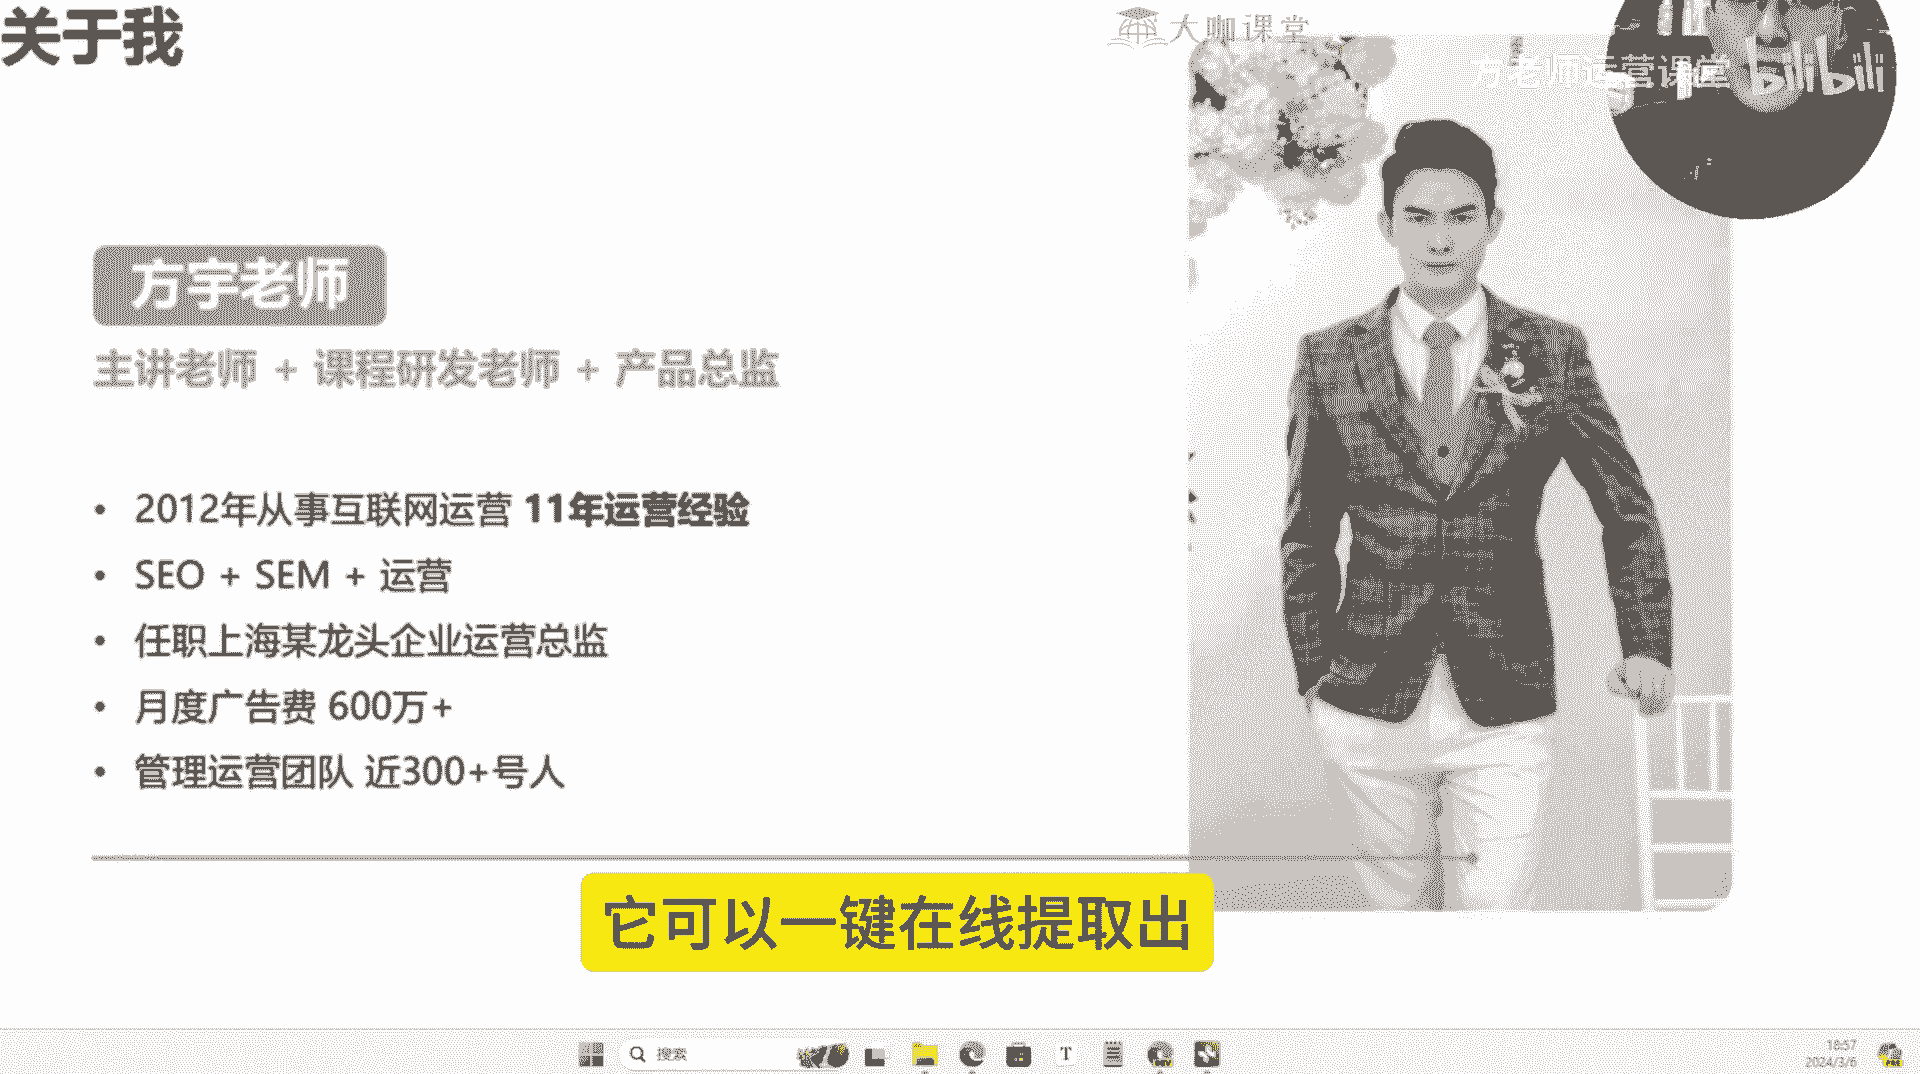 关于我
大咖课堂
方老师运营课堂 bilibili
方宇老师
主讲老师 + 课程研发老师 + 产品总监
• 2012年从事互联网运营 11年运营经验
• SEO + SEM + 运营
• 任职上海某龙头企业运营总监
• 月度广告费 600万+
• 管理运营团队 近300+号人
它可以一键在线提取出
搜索
18:57
2024/3/6